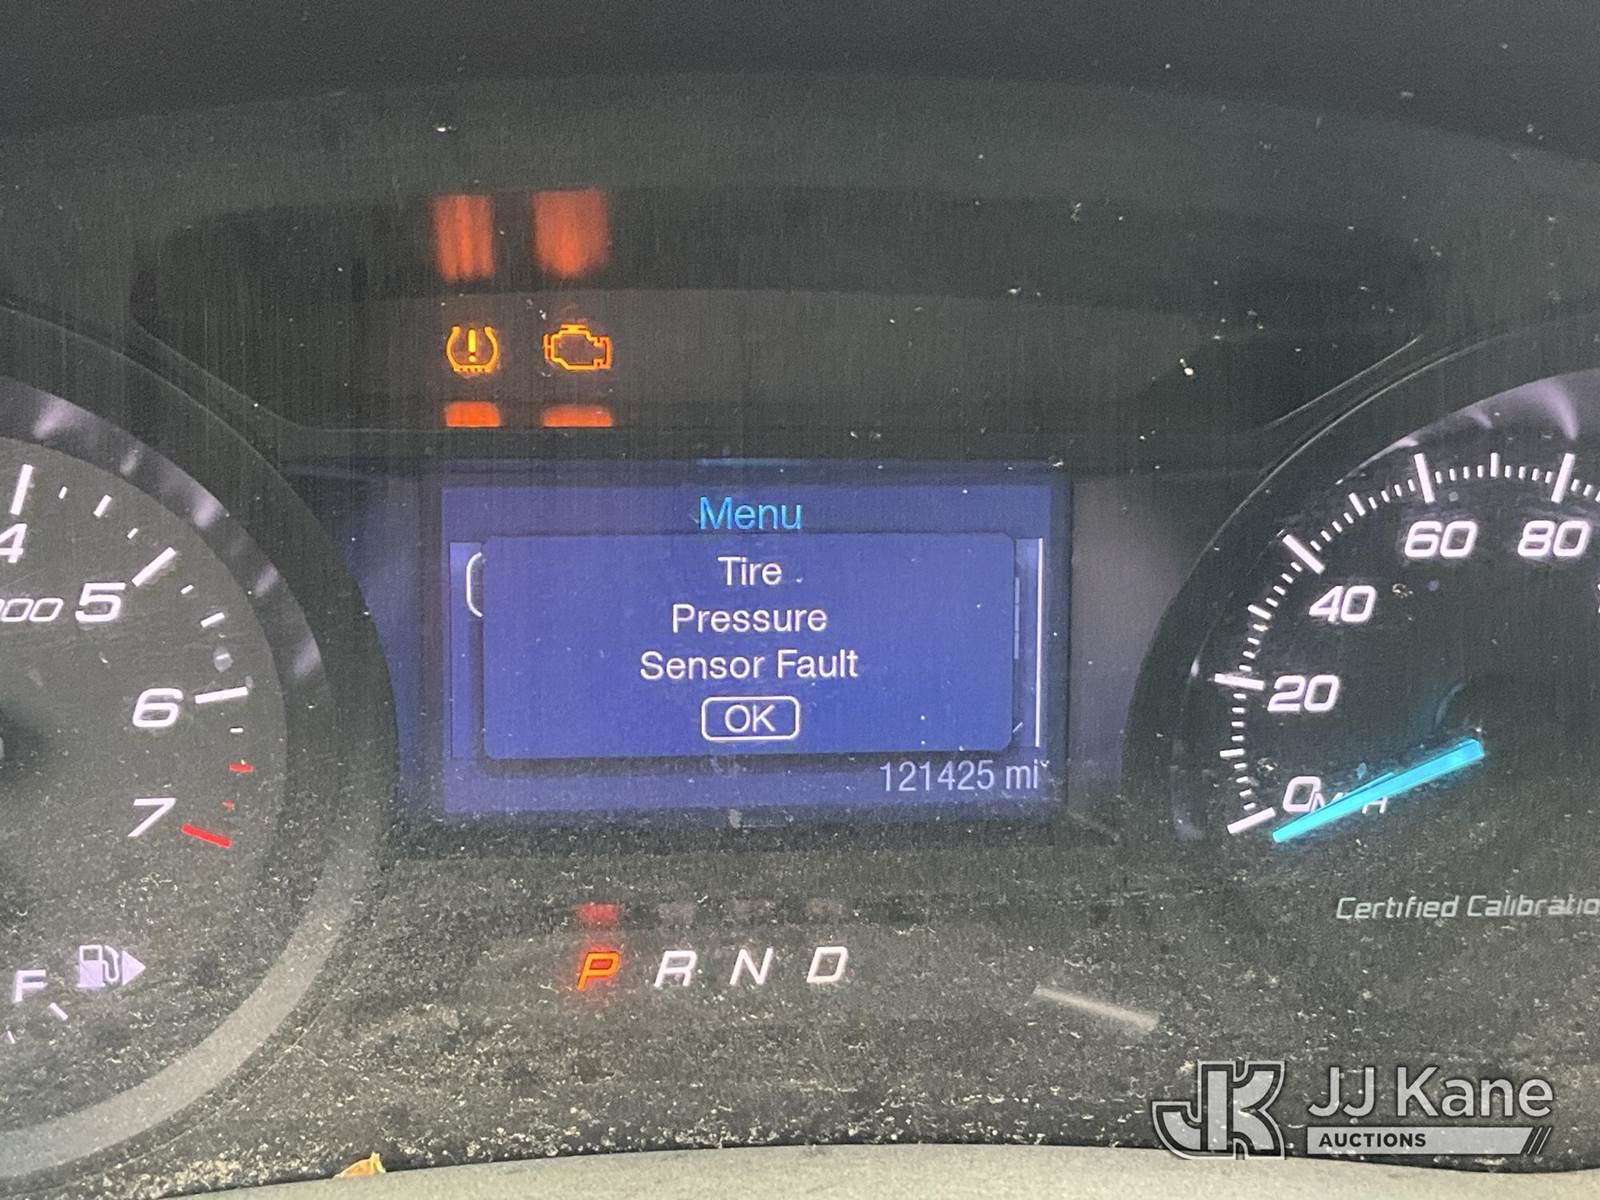 Menu
Tire
Pressure
Sensor Fault
OK
121425 mi
4
5
6
7
F
P R N D
0
20
40
60
80
MPH
Certified Calibratio
JJ Kane
AUCTIONS